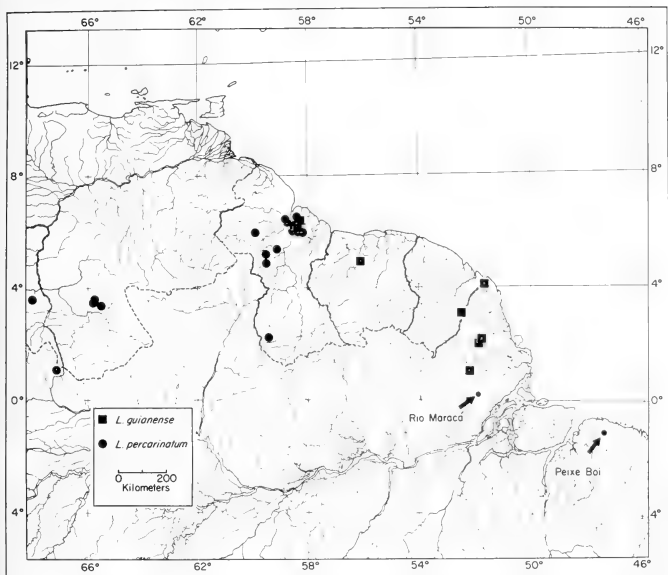 66° 62° 58° 54° 50° 46°
12° 12°
8° 8°
4° 4°
0° 0°
Rio Maracá
L. guianense
L. percarinatum
0 200
Kilometers
Peixe Boi
4° 4°
66° 62° 58° 54° 50° 46°